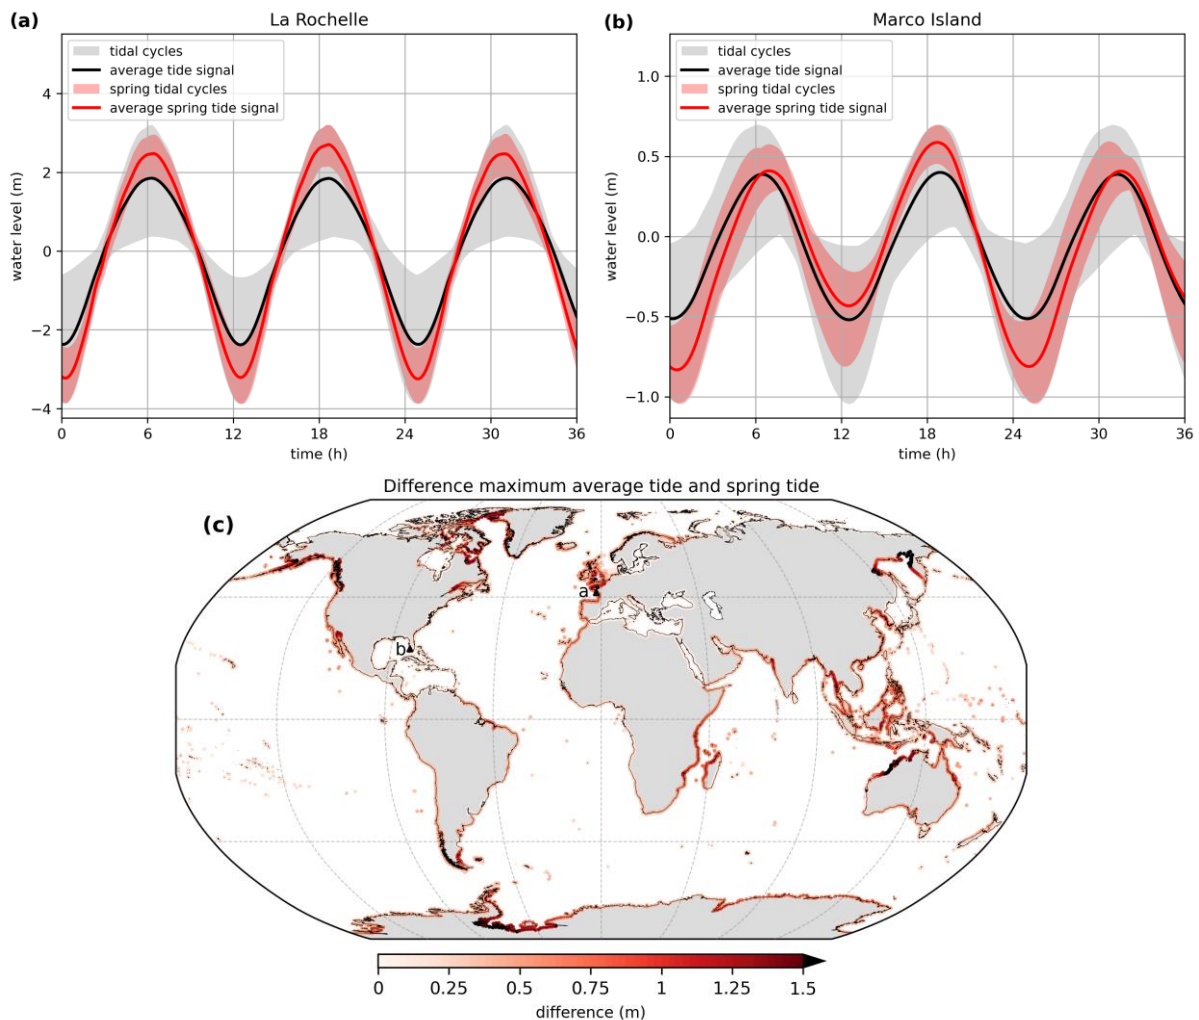 (a)
La Rochelle
tidal cycles
average tide signal
spring tidal cycles
average spring tide signal
water level (m)
4
2
0
−2
−4
0
6
12
18
24
30
36
time (h)
(b)
Marco Island
tidal cycles
average tide signal
spring tidal cycles
average spring tide signal
water level (m)
1.0
0.5
0.0
−0.5
−1.0
0
6
12
18
24
30
36
time (h)
Difference maximum average tide and spring tide
(c)
a
b
0
0.25
0.5
0.75
1
1.25
1.5
difference (m)